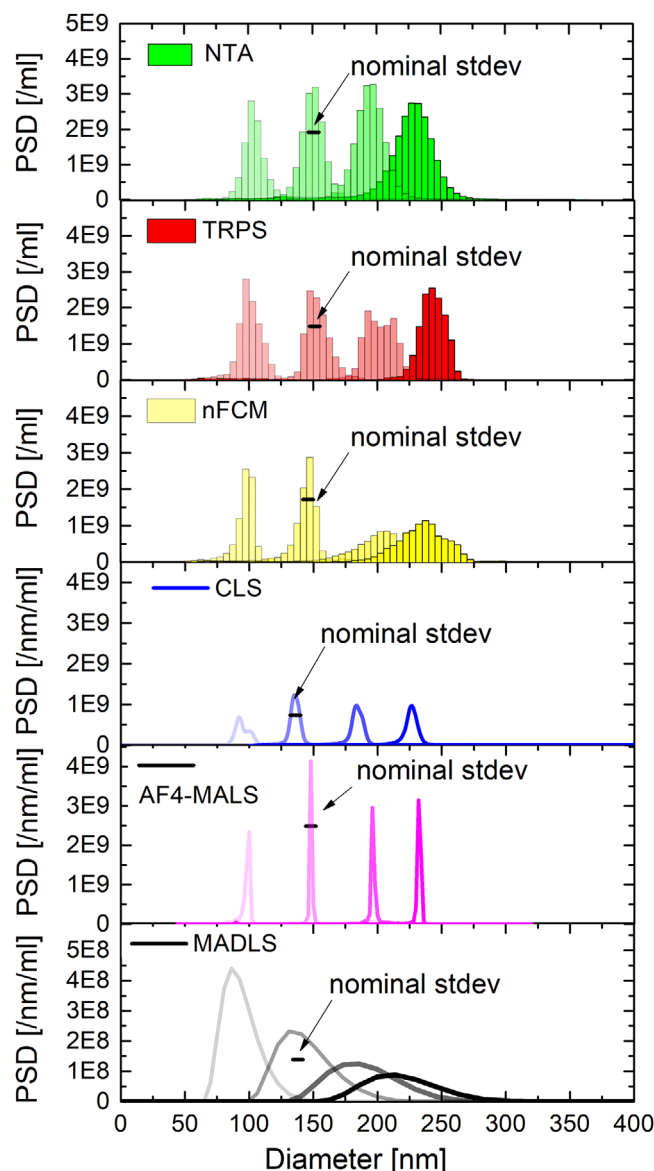 5E9
NTA
4E9
nominal stdev
3E9
2E9
1E9
0
PSD [/ml]
TRPS
4E9
nominal stdev
3E9
2E9
1E9
0
PSD [/ml]
nFCM
4E9
nominal stdev
3E9
2E9
1E9
0
PSD [/ml]
CLS
3E9
nominal stdev
2E9
1E9
0
PSD [/nm/ml]
AF4-MALS
nominal stdev
3E9
2E9
1E9
0
PSD [/nm/ml]
MADLS
5E8
4E8
nominal stdev
3E8
2E8
1E8
0
PSD [/nm/ml]
0 50 100 150 200 250 300 350 400
Diameter [nm]